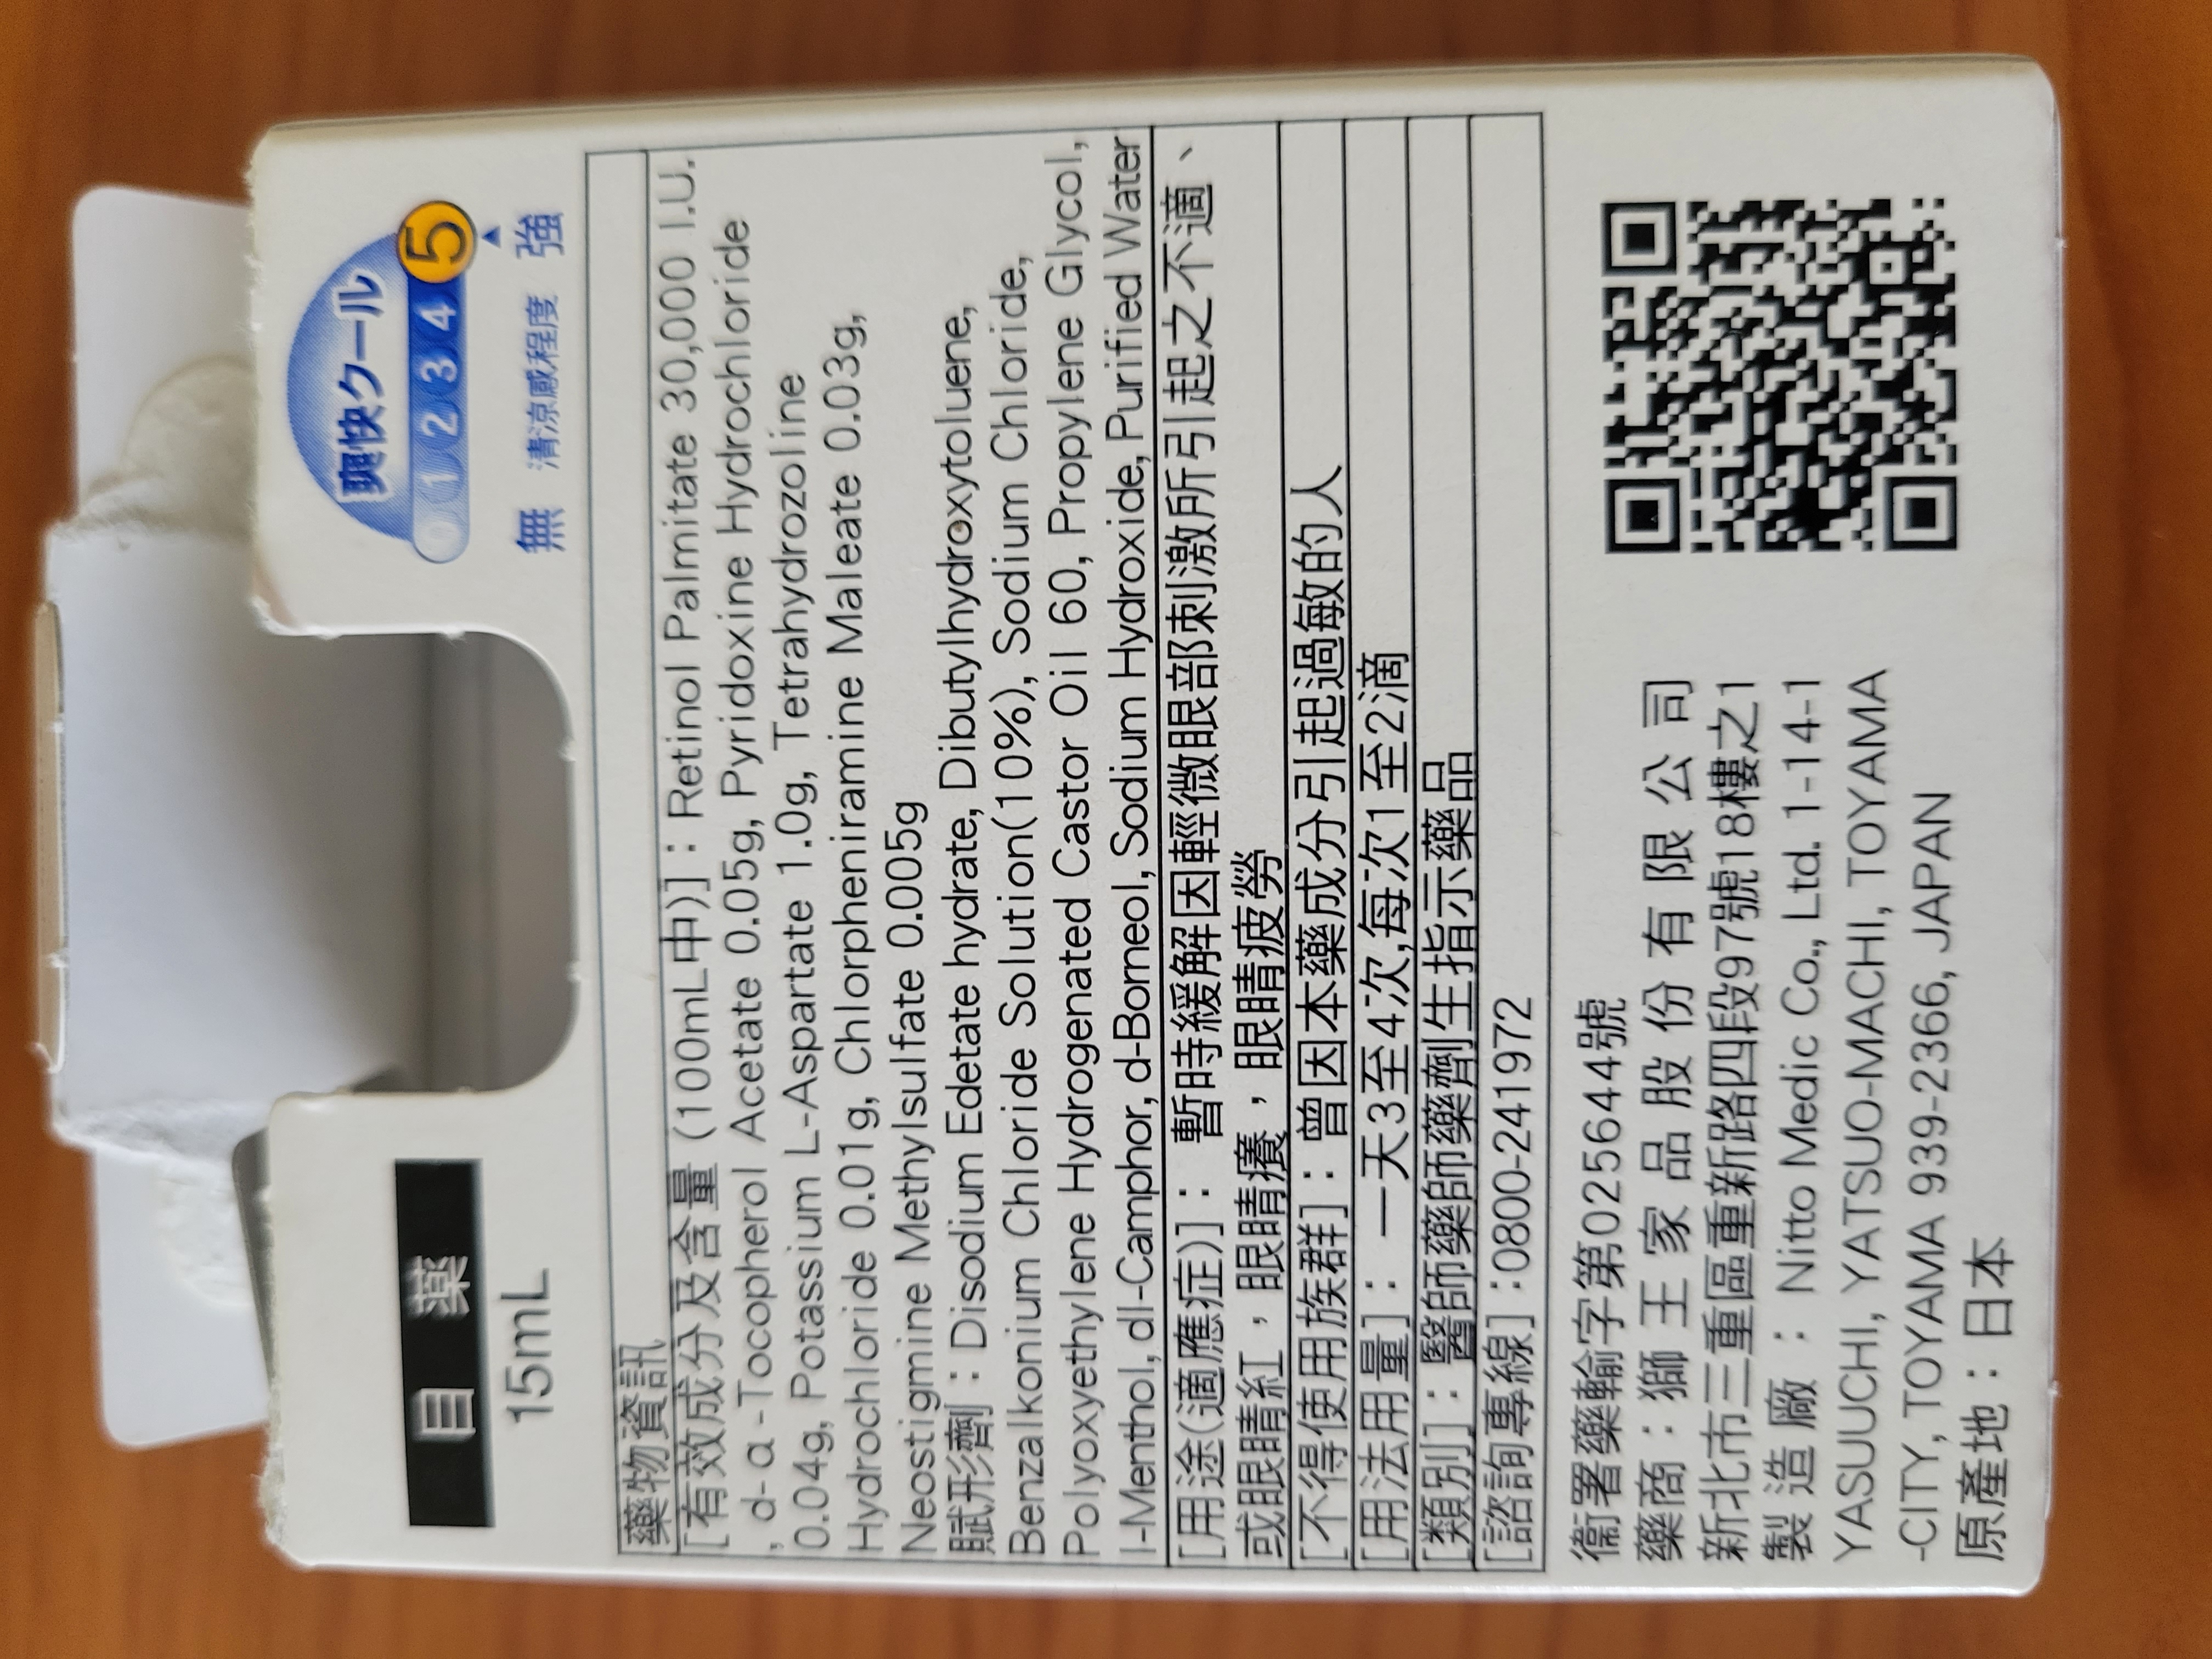 目 薬
15mL
爽快クール
0 1 2 3 4 5
無 清涼感程度 強
藥物資訊
[有效成分及含量 (100mL中)]：Retinol Palmitate 30,000 I.U.
, d-α-Tocopherol Acetate 0.05g, Pyridoxine Hydrochloride
0.04g, Potassium L-Aspartate 1.0g, Tetrahydrozoline
Hydrochloride 0.01g, Chlorpheniramine Maleate 0.03g,
Neostigmine Methylsulfate 0.005g
賦形劑：Disodium Edetate hydrate, Dibutylhydroxytoluene,
Benzalkonium Chloride Solution(10%), Sodium Chloride,
Polyoxyethylene Hydrogenated Castor Oil 60, Propylene Glycol,
l-Menthol, dl-Camphor, d-Borneol, Sodium Hydroxide, Purified Water
[用途(適應症)]：暫時緩解因輕微眼部刺激所引起之不適、
或眼睛紅，眼睛癢，眼睛疲勞
[不得使用族群]：曾因本藥成分引起過敏的人
[用法用量]：一天3至4次,每次1至2滴
[類別]：醫師藥師藥劑生指示藥品
[諮詢專線]:0800-241972
衛署藥輸字第025644號
藥商：獅王家品股份有限公司
新北市三重區重新路四段97號18樓之1
製造廠：Nitto Medic Co., Ltd. 1-14-1
YASUUCHI, YATSUO-MACHI, TOYAMA
-CITY, TOYAMA 939-2366, JAPAN
原產地：日本